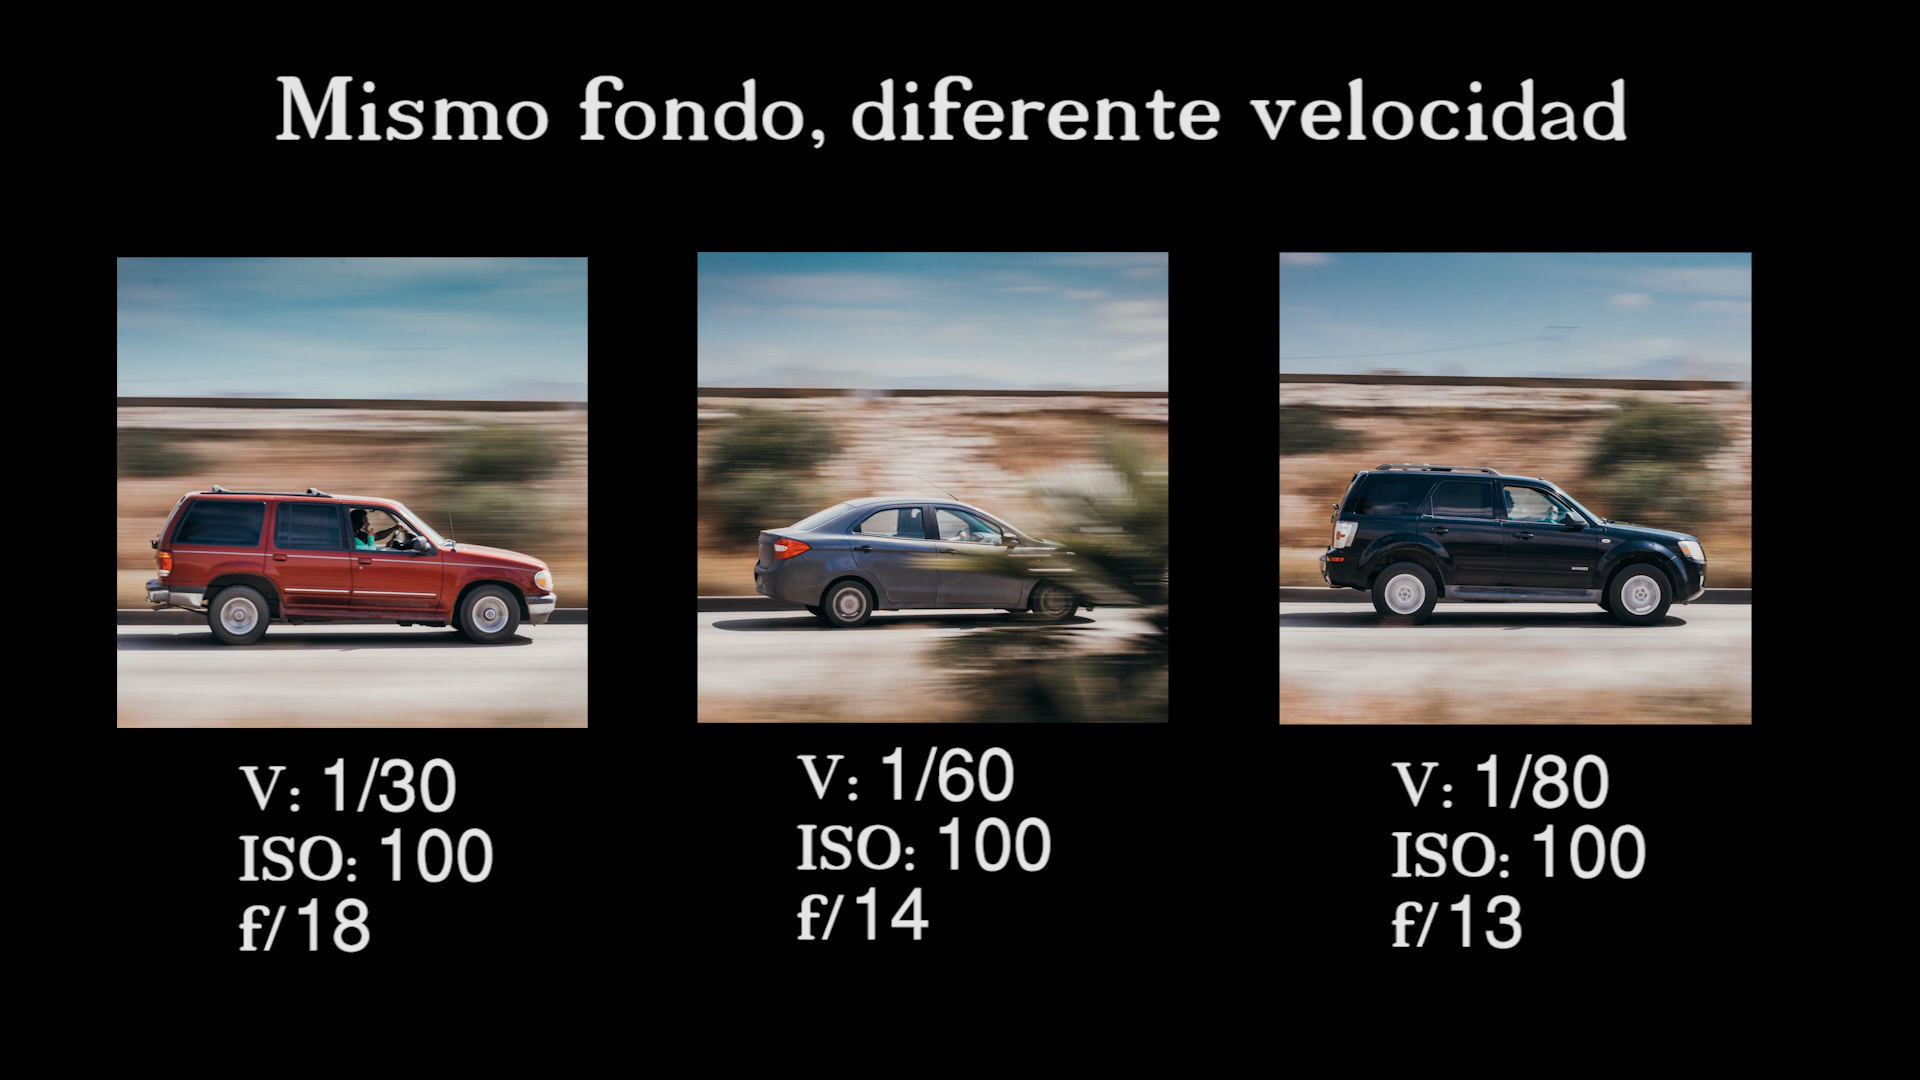 Mismo fondo, diferente velocidad
V: 1/30
ISO: 100
f/18
V: 1/60
ISO: 100
f/14
V: 1/80
ISO: 100
f/13